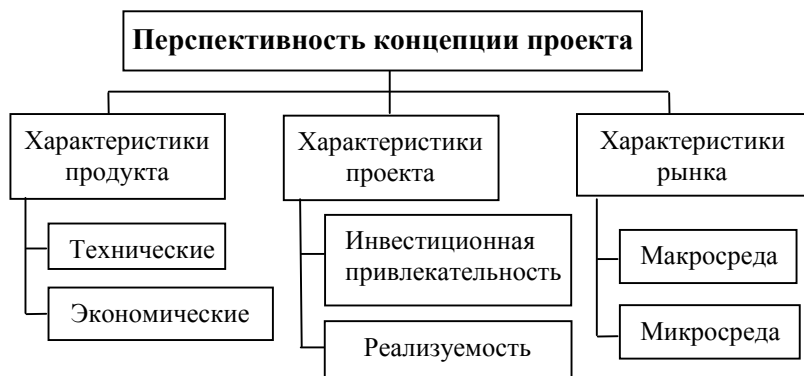 Перспективность концепции проекта
Характеристики
продукта
Технические
Экономические
Характеристики
проекта
Инвестиционная
привлекательность
Реализуемость
Характеристики
рынка
Макросреда
Микросреда